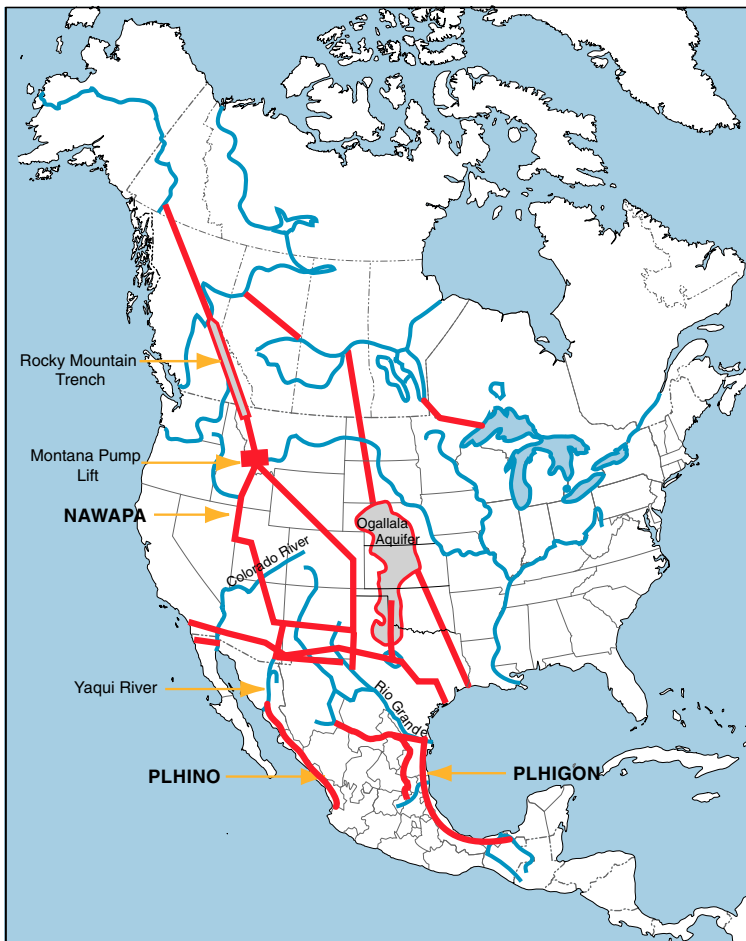 Rocky Mountain
Trench
Montana Pump
Lift
NAWAPA
Ogallala
Aquifer
Colorado River
Yaqui River
Rio Grande
PLHINO
PLHIGON